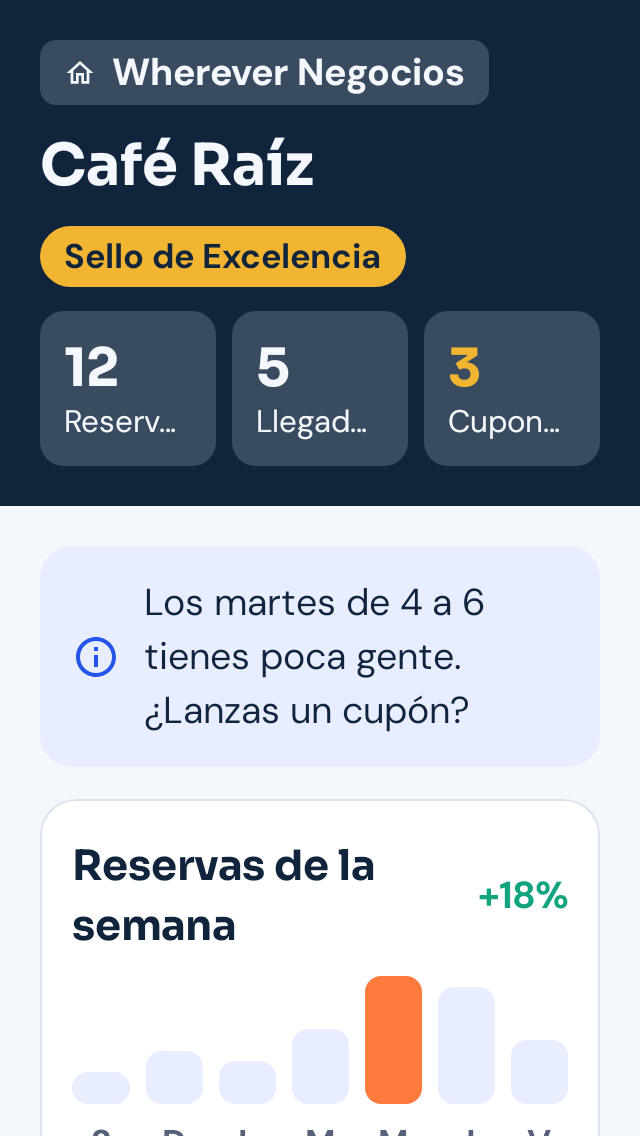 Wherever Negocios
Café Raíz
Sello de Excelencia
12
5
3
Reserv...
Llegad...
Cupon...
Los martes de 4 a 6
tienes poca gente.
¿Lanzas un cupón?
Reservas de la
semana
+18%